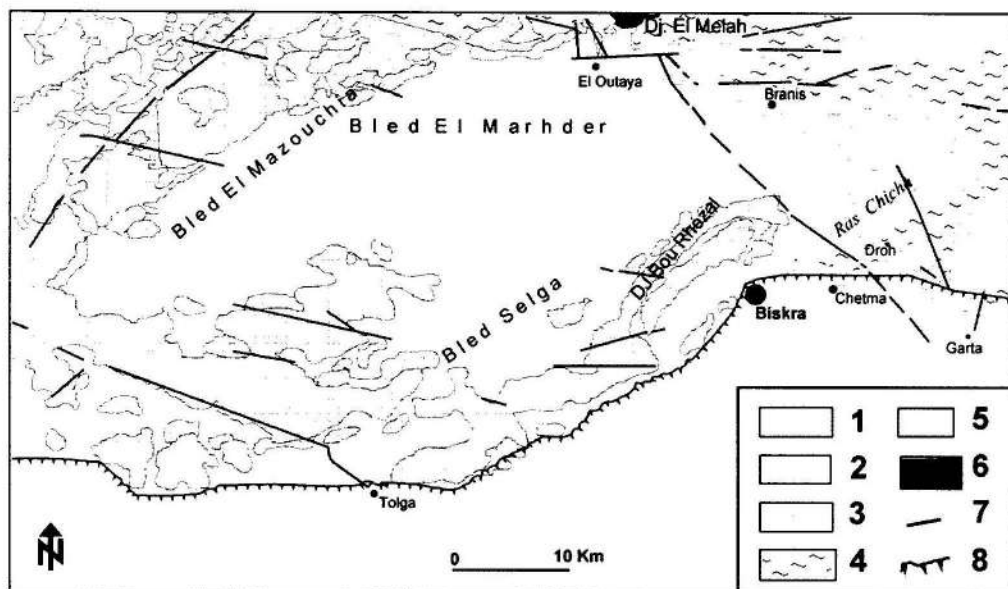 Dj. El Melah
El Outaya
Branis
Bled El Marhder
Bled El Mazouchra
Ras Chicha
Droh
DJ Bou Rhezal
Bled Selga
Biskra
Chetma
Garta
Tolga
N
0 10 Km
1 5
2 6
3 7
4 8